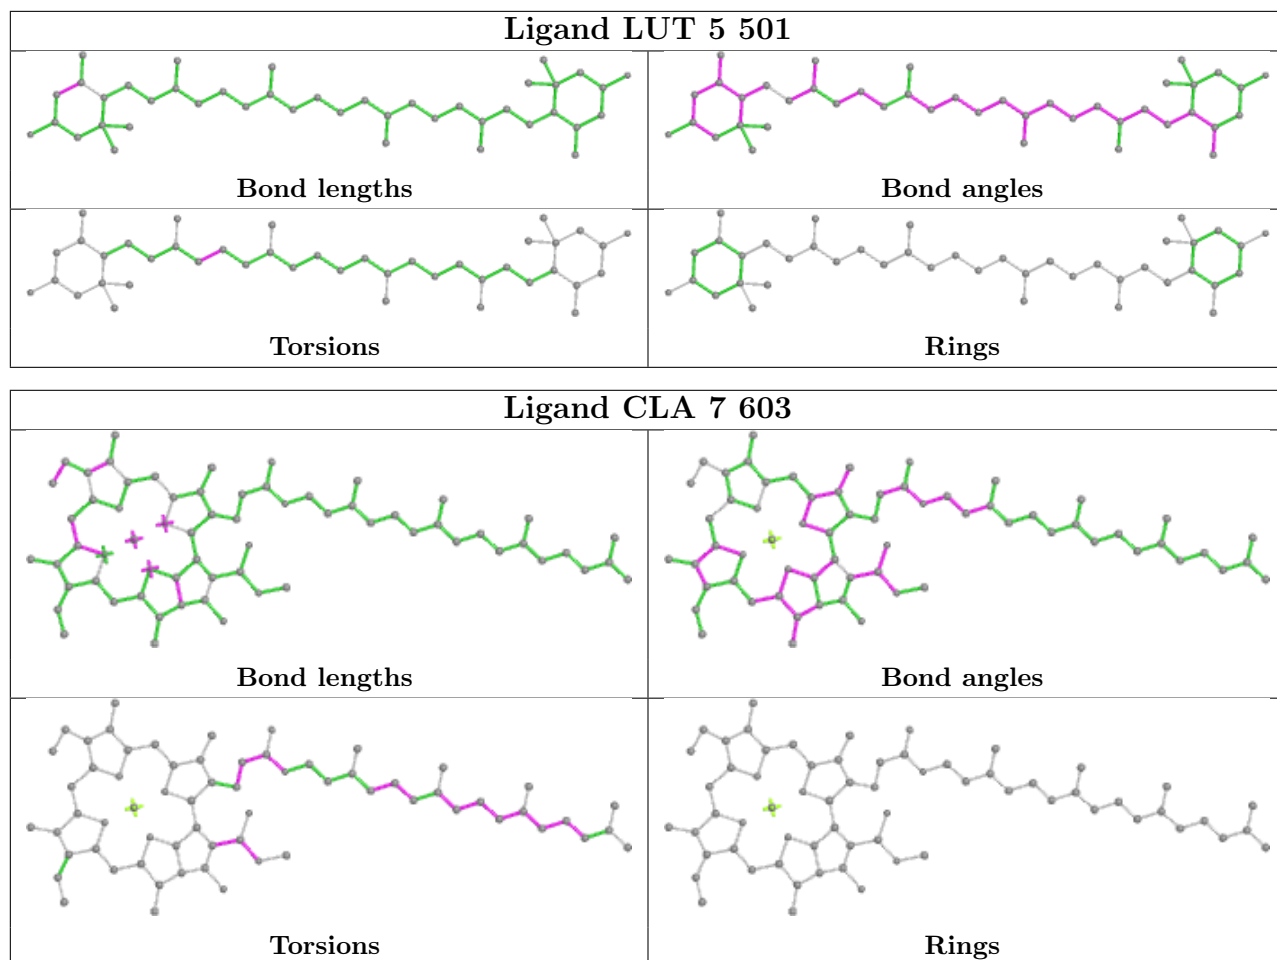 Ligand LUT 5 501
Bond lengths
Bond angles
Torsions
Rings
Ligand CLA 7 603
Bond lengths
Bond angles
Torsions
Rings